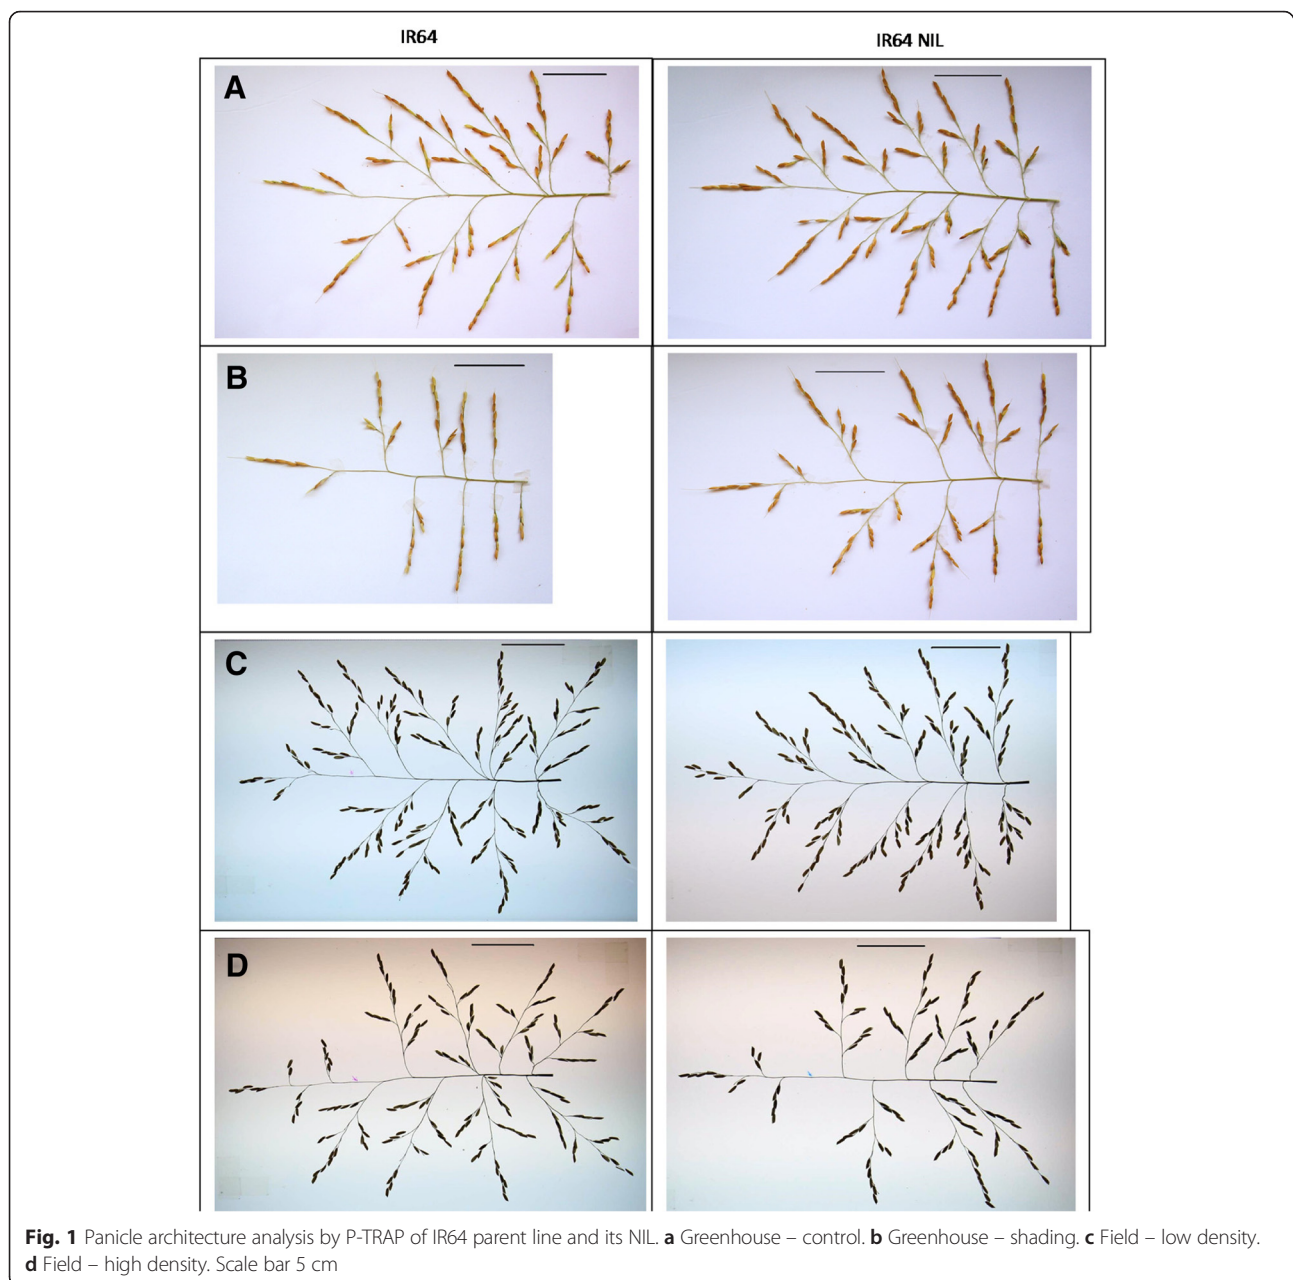 IR64
IR64 NIL
A
B
C
D
Fig. 1 Panicle architecture analysis by P-TRAP of IR64 parent line and its NIL. a Greenhouse – control. b Greenhouse – shading. c Field – low density.
d Field – high density. Scale bar 5 cm